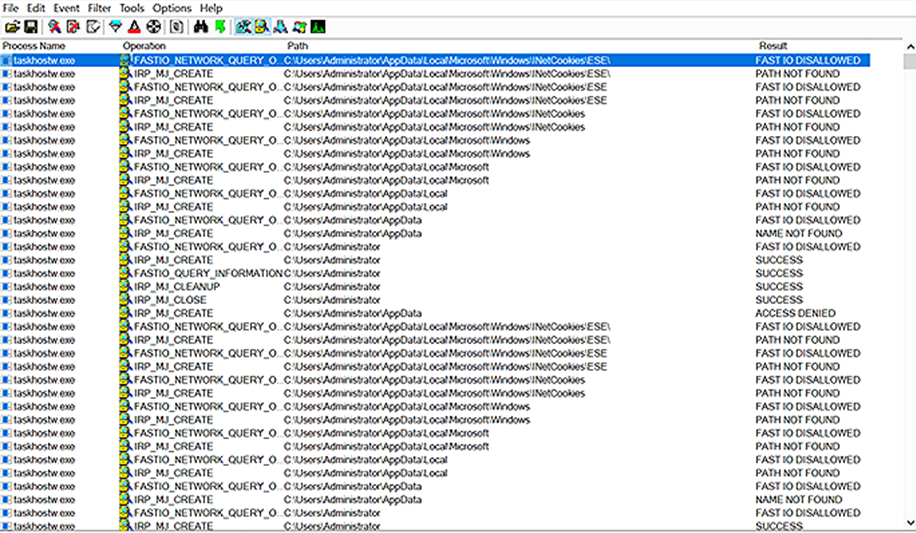 File Edit Event Filter Tools Options Help
Process Name Operation Path Result
taskhostw.exe FASTIO_NETWORK_QUERY_O... C:\Users\Administrator\AppData\Local\Microsoft\Windows\INetCookies\ESE\ FAST IO DISALLOWED
taskhostw.exe IRP_MJ_CREATE C:\Users\Administrator\AppData\Local\Microsoft\Windows\INetCookies\ESE\ PATH NOT FOUND
taskhostw.exe FASTIO_NETWORK_QUERY_O... C:\Users\Administrator\AppData\Local\Microsoft\Windows\INetCookies\ESE FAST IO DISALLOWED
taskhostw.exe IRP_MJ_CREATE C:\Users\Administrator\AppData\Local\Microsoft\Windows\INetCookies\ESE PATH NOT FOUND
taskhostw.exe FASTIO_NETWORK_QUERY_O... C:\Users\Administrator\AppData\Local\Microsoft\Windows\INetCookies FAST IO DISALLOWED
taskhostw.exe IRP_MJ_CREATE C:\Users\Administrator\AppData\Local\Microsoft\Windows\INetCookies PATH NOT FOUND
taskhostw.exe FASTIO_NETWORK_QUERY_O... C:\Users\Administrator\AppData\Local\Microsoft\Windows FAST IO DISALLOWED
taskhostw.exe IRP_MJ_CREATE C:\Users\Administrator\AppData\Local\Microsoft\Windows PATH NOT FOUND
taskhostw.exe FASTIO_NETWORK_QUERY_O... C:\Users\Administrator\AppData\Local\Microsoft FAST IO DISALLOWED
taskhostw.exe IRP_MJ_CREATE C:\Users\Administrator\AppData\Local\Microsoft PATH NOT FOUND
taskhostw.exe FASTIO_NETWORK_QUERY_O... C:\Users\Administrator\AppData\Local FAST IO DISALLOWED
taskhostw.exe IRP_MJ_CREATE C:\Users\Administrator\AppData\Local PATH NOT FOUND
taskhostw.exe FASTIO_NETWORK_QUERY_O... C:\Users\Administrator\AppData FAST IO DISALLOWED
taskhostw.exe IRP_MJ_CREATE C:\Users\Administrator\AppData NAME NOT FOUND
taskhostw.exe FASTIO_NETWORK_QUERY_O... C:\Users\Administrator FAST IO DISALLOWED
taskhostw.exe IRP_MJ_CREATE C:\Users\Administrator SUCCESS
taskhostw.exe FASTIO_QUERY_INFORMATION C:\Users\Administrator SUCCESS
taskhostw.exe IRP_MJ_CLEANUP C:\Users\Administrator SUCCESS
taskhostw.exe IRP_MJ_CLOSE C:\Users\Administrator SUCCESS
taskhostw.exe IRP_MJ_CREATE C:\Users\Administrator\AppData ACCESS DENIED
taskhostw.exe FASTIO_NETWORK_QUERY_O... C:\Users\Administrator\AppData\Local\Microsoft\Windows\INetCookies\ESE\ FAST IO DISALLOWED
taskhostw.exe IRP_MJ_CREATE C:\Users\Administrator\AppData\Local\Microsoft\Windows\INetCookies\ESE\ PATH NOT FOUND
taskhostw.exe FASTIO_NETWORK_QUERY_O... C:\Users\Administrator\AppData\Local\Microsoft\Windows\INetCookies\ESE FAST IO DISALLOWED
taskhostw.exe IRP_MJ_CREATE C:\Users\Administrator\AppData\Local\Microsoft\Windows\INetCookies\ESE PATH NOT FOUND
taskhostw.exe FASTIO_NETWORK_QUERY_O... C:\Users\Administrator\AppData\Local\Microsoft\Windows\INetCookies FAST IO DISALLOWED
taskhostw.exe IRP_MJ_CREATE C:\Users\Administrator\AppData\Local\Microsoft\Windows\INetCookies PATH NOT FOUND
taskhostw.exe FASTIO_NETWORK_QUERY_O... C:\Users\Administrator\AppData\Local\Microsoft\Windows FAST IO DISALLOWED
taskhostw.exe IRP_MJ_CREATE C:\Users\Administrator\AppData\Local\Microsoft\Windows PATH NOT FOUND
taskhostw.exe FASTIO_NETWORK_QUERY_O... C:\Users\Administrator\AppData\Local\Microsoft FAST IO DISALLOWED
taskhostw.exe IRP_MJ_CREATE C:\Users\Administrator\AppData\Local\Microsoft PATH NOT FOUND
taskhostw.exe FASTIO_NETWORK_QUERY_O... C:\Users\Administrator\AppData\Local FAST IO DISALLOWED
taskhostw.exe IRP_MJ_CREATE C:\Users\Administrator\AppData\Local PATH NOT FOUND
taskhostw.exe FASTIO_NETWORK_QUERY_O... C:\Users\Administrator\AppData FAST IO DISALLOWED
taskhostw.exe IRP_MJ_CREATE C:\Users\Administrator\AppData NAME NOT FOUND
taskhostw.exe FASTIO_NETWORK_QUERY_O... C:\Users\Administrator FAST IO DISALLOWED
taskhostw.exe IRP_MJ_CREATE C:\Users\Administrator SUCCESS